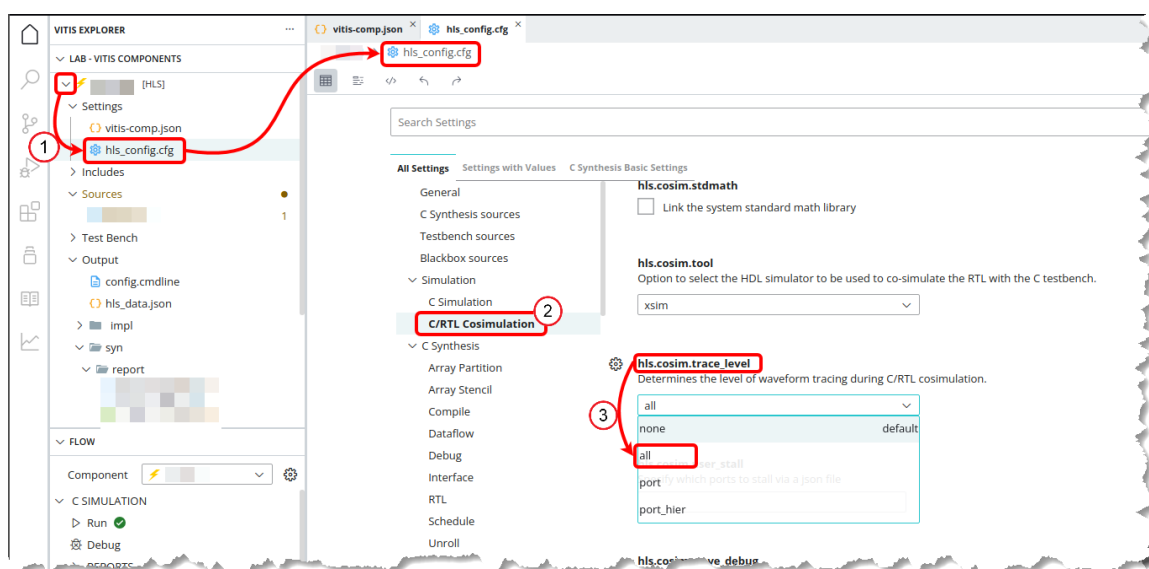 VITIS EXPLORER
...
LAB - VITIS COMPONENTS
[HLS]
Settings
{} vitis-comp.json
hls_config.cfg
Includes
Sources
1
Test Bench
Output
config.cmdline
{} hls_data.json
impl
syn
report
FLOW
Component
C SIMULATION
Run
Debug
REPORTS
1
{} vitis-comp.json ×
hls_config.cfg ×
hls_config.cfg
Search Settings
All Settings Settings with Values C Synthesis Basic Settings
General
C Synthesis sources
Testbench sources
Blackbox sources
Simulation
C Simulation
C/RTL Cosimulation
2
C Synthesis
Array Partition
Array Stencil
Compile
Dataflow
Debug
Interface
RTL
Schedule
Unroll
hls.cosim.stdmath
Link the system standard math library
hls.cosim.tool
Option to select the HDL simulator to be used to co-simulate the RTL with the C testbench.
xsim
hls.cosim.trace_level
Determines the level of waveform tracing during C/RTL cosimulation.
3
all
none default
all
port
port_hier